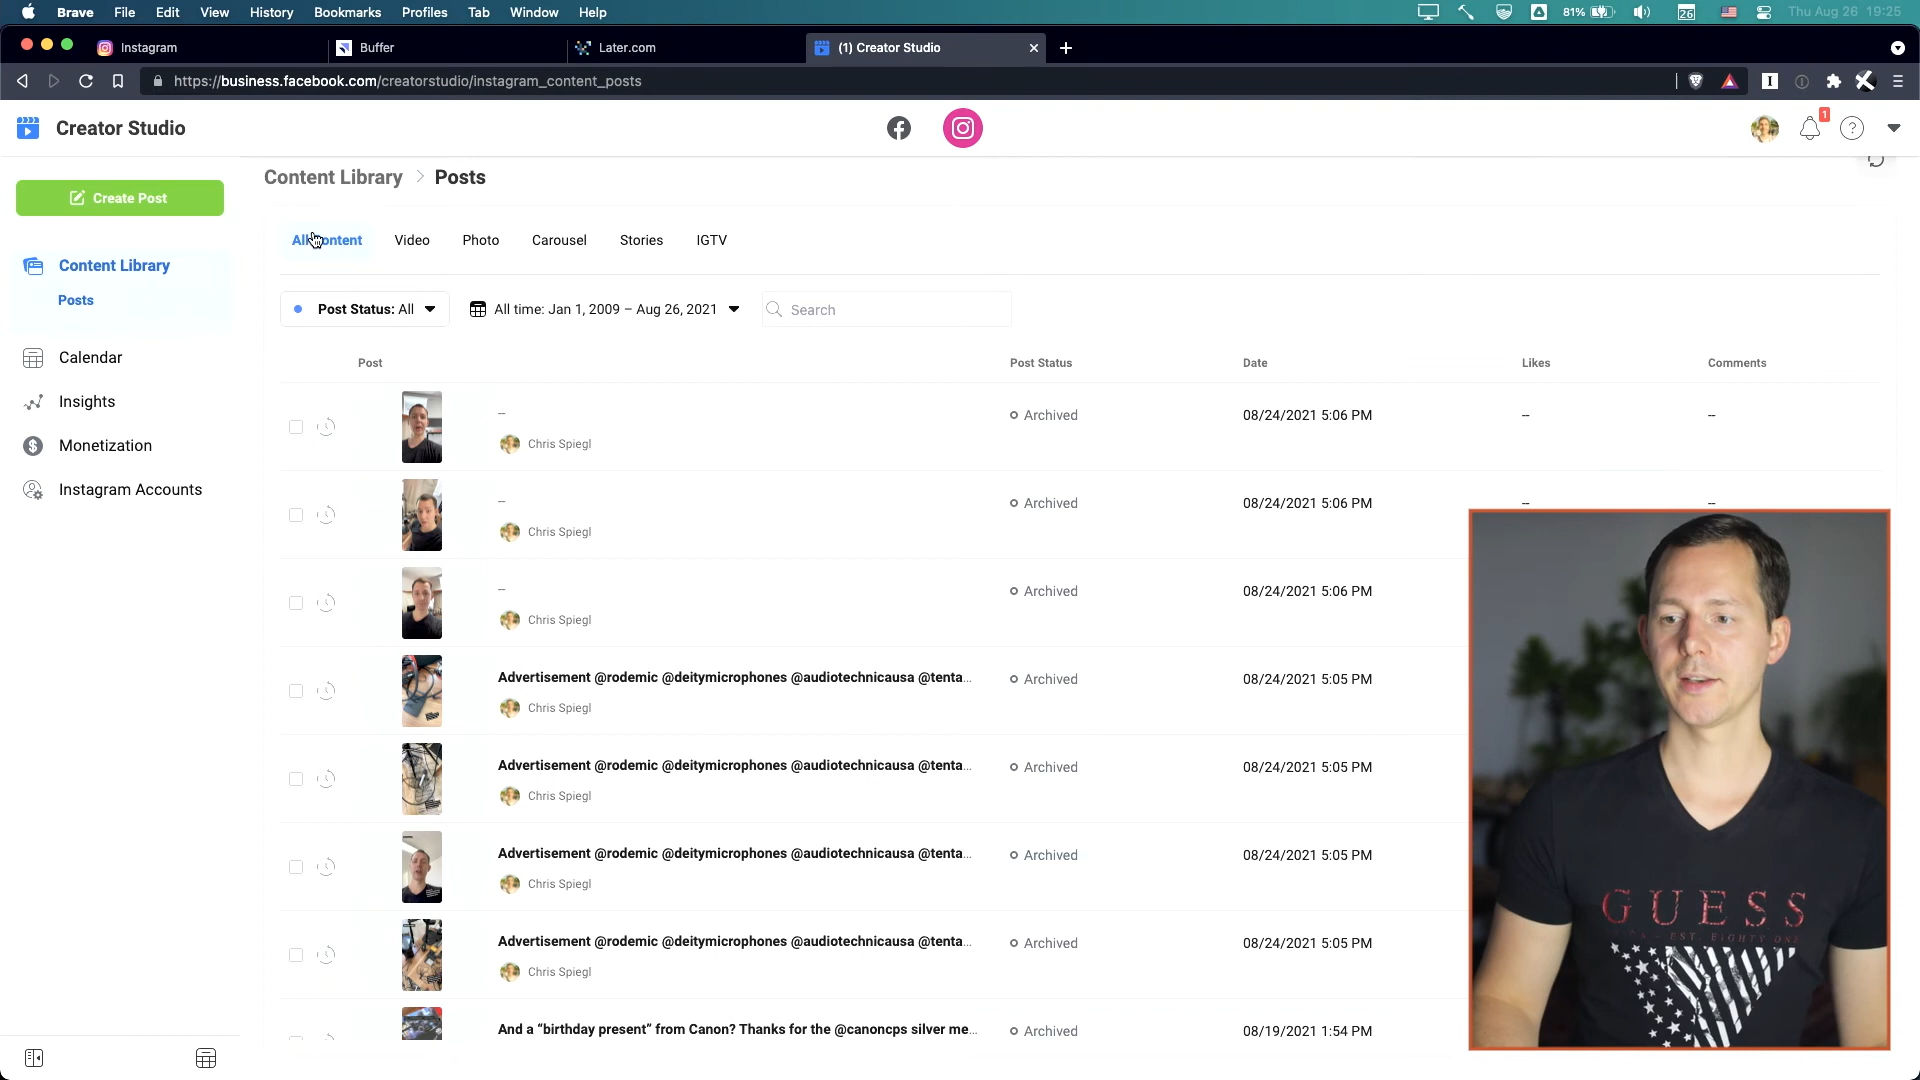 Brave File Edit View History Bookmarks Profiles Tab Window Help 81% 26 Thu Aug 26 19:25
Instagram Buffer Later.com (1) Creator Studio
https://business.facebook.com/creatorstudio/instagram_content_posts
Creator Studio 1
Content Library > Posts
Create Post
All Content Video Photo Carousel Stories IGTV
Content Library
Posts
Post Status: All All time: Jan 1, 2009 – Aug 26, 2021 Search
Calendar
Insights
Monetization
Instagram Accounts
Post Post Status Date Likes Comments
-- Archived 08/24/2021 5:06 PM -- --
Chris Spiegl
-- Archived 08/24/2021 5:06 PM -- --
Chris Spiegl
-- Archived 08/24/2021 5:06 PM
Chris Spiegl
Advertisement @rodemic @deitymicrophones @audiotechnicausa @tenta... Archived 08/24/2021 5:05 PM
Chris Spiegl
Advertisement @rodemic @deitymicrophones @audiotechnicausa @tenta... Archived 08/24/2021 5:05 PM
Chris Spiegl
Advertisement @rodemic @deitymicrophones @audiotechnicausa @tenta... Archived 08/24/2021 5:05 PM
Chris Spiegl
Advertisement @rodemic @deitymicrophones @audiotechnicausa @tenta... Archived 08/24/2021 5:05 PM
Chris Spiegl
And a “birthday present” from Canon? Thanks for the @canoncps silver me... Archived 08/19/2021 1:54 PM
GUESS
EST. EIGHTY ONE